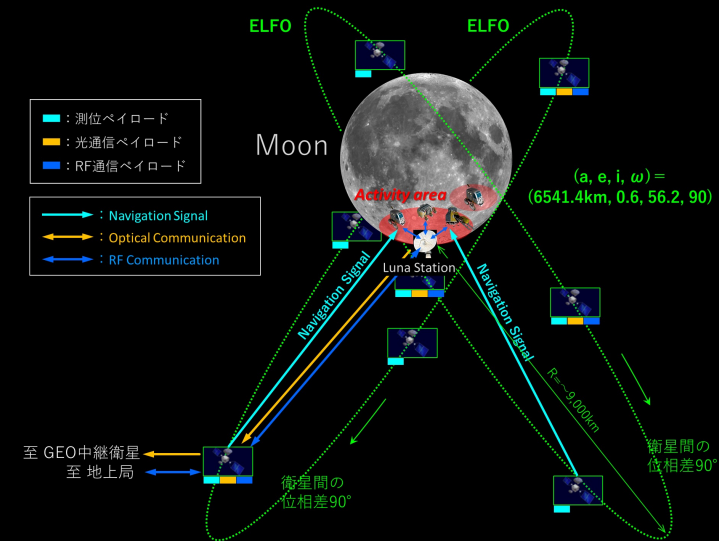 ELFO
ELFO
：測位ペイロード
：光通信ペイロード
：RF通信ペイロード
Moon
(a, e, i, ω)＝
(6541.4km, 0.6, 56.2, 90)
Activity area
：Navigation Signal
：Optical Communication
：RF Communication
Luna Station
Navigation Signal
Navigation Signal
R=～9,000km
至 GEO中継衛星
至 地上局
衛星間の
位相差90°
衛星間の
位相差90°